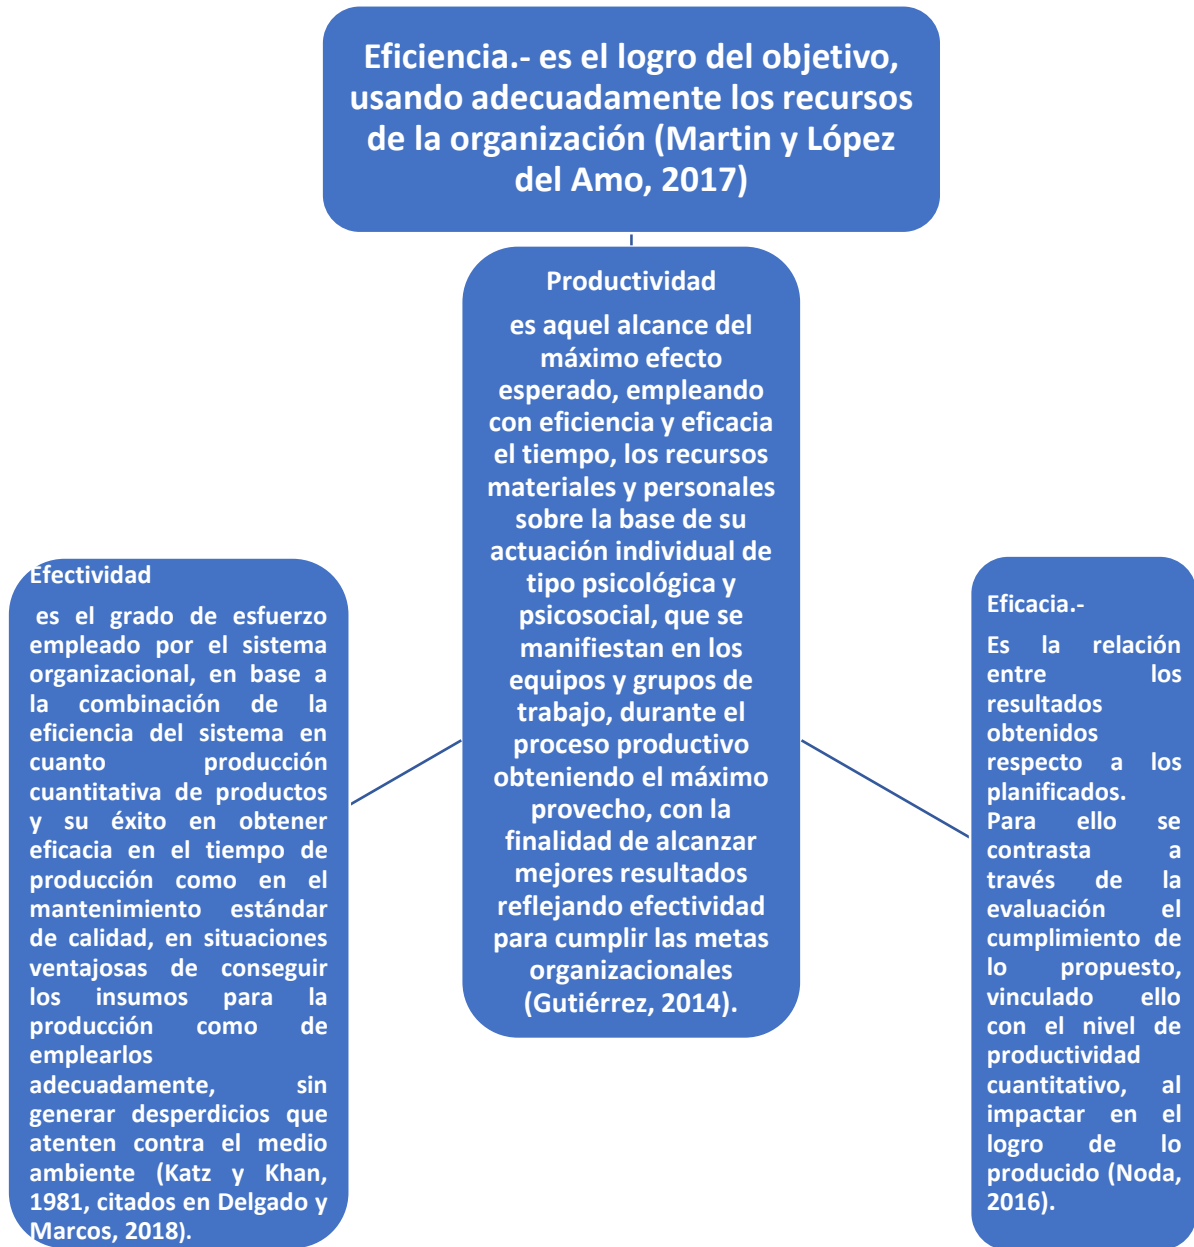 Eficiencia.- es el logro del objetivo,
usando adecuadamente los recursos
de la organización (Martin y López
del Amo, 2017)
Productividad
es aquel alcance del
máximo efecto
esperado, empleando
con eficiencia y eficacia
el tiempo, los recursos
materiales y personales
sobre la base de su
actuación individual de
tipo psicológica y
psicosocial, que se
manifiestan en los
equipos y grupos de
trabajo, durante el
proceso productivo
obteniendo el máximo
provecho, con la
finalidad de alcanzar
mejores resultados
reflejando efectividad
para cumplir las metas
organizacionales
(Gutiérrez, 2014).
Efectividad
es el grado de esfuerzo
empleado por el sistema
organizacional, en base a
la combinación de la
eficiencia del sistema en
cuanto producción
cuantitativa de productos
y su éxito en obtener
eficacia en el tiempo de
producción como en el
mantenimiento estándar
de calidad, en situaciones
ventajosas de conseguir
los insumos para la
producción como de
emplearlos
adecuadamente, sin
generar desperdicios que
atenten contra el medio
ambiente (Katz y Khan,
1981, citados en Delgado y
Marcos, 2018).
Eficacia.-
Es la relación
entre los
resultados
obtenidos
respecto a los
planificados.
Para ello se
contrasta a
través de la
evaluación el
cumplimiento de
lo propuesto,
vinculado ello
con el nivel de
productividad
cuantitativo, al
impactar en el
logro de lo
producido (Noda,
2016).